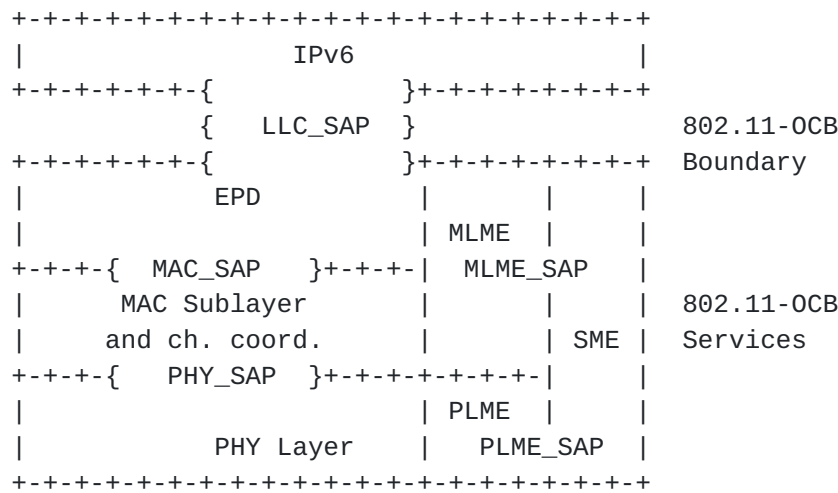 +-+-+-+-+-+-+-+-+-+-+-+-+-+-+-+-+-+-+-+-+
|                 IPv6                  |
+-+-+-+-+-+-{            }+-+-+-+-+-+-+-+
            {   LLC_SAP  }                 802.11-OCB
+-+-+-+-+-+-{            }+-+-+-+-+-+-+-+  Boundary
|            EPD          |       |     |
|                         | MLME  |     |
+-+-+-{  MAC_SAP   }+-+-+-|  MLME_SAP   |
|      MAC Sublayer       |       |     |  802.11-OCB
|     and ch. coord.      |       | SME |  Services
+-+-+-{   PHY_SAP  }+-+-+-+-+-+-+-|     |
|                         | PLME  |     |
|            PHY Layer    |   PLME_SAP  |
+-+-+-+-+-+-+-+-+-+-+-+-+-+-+-+-+-+-+-+-+